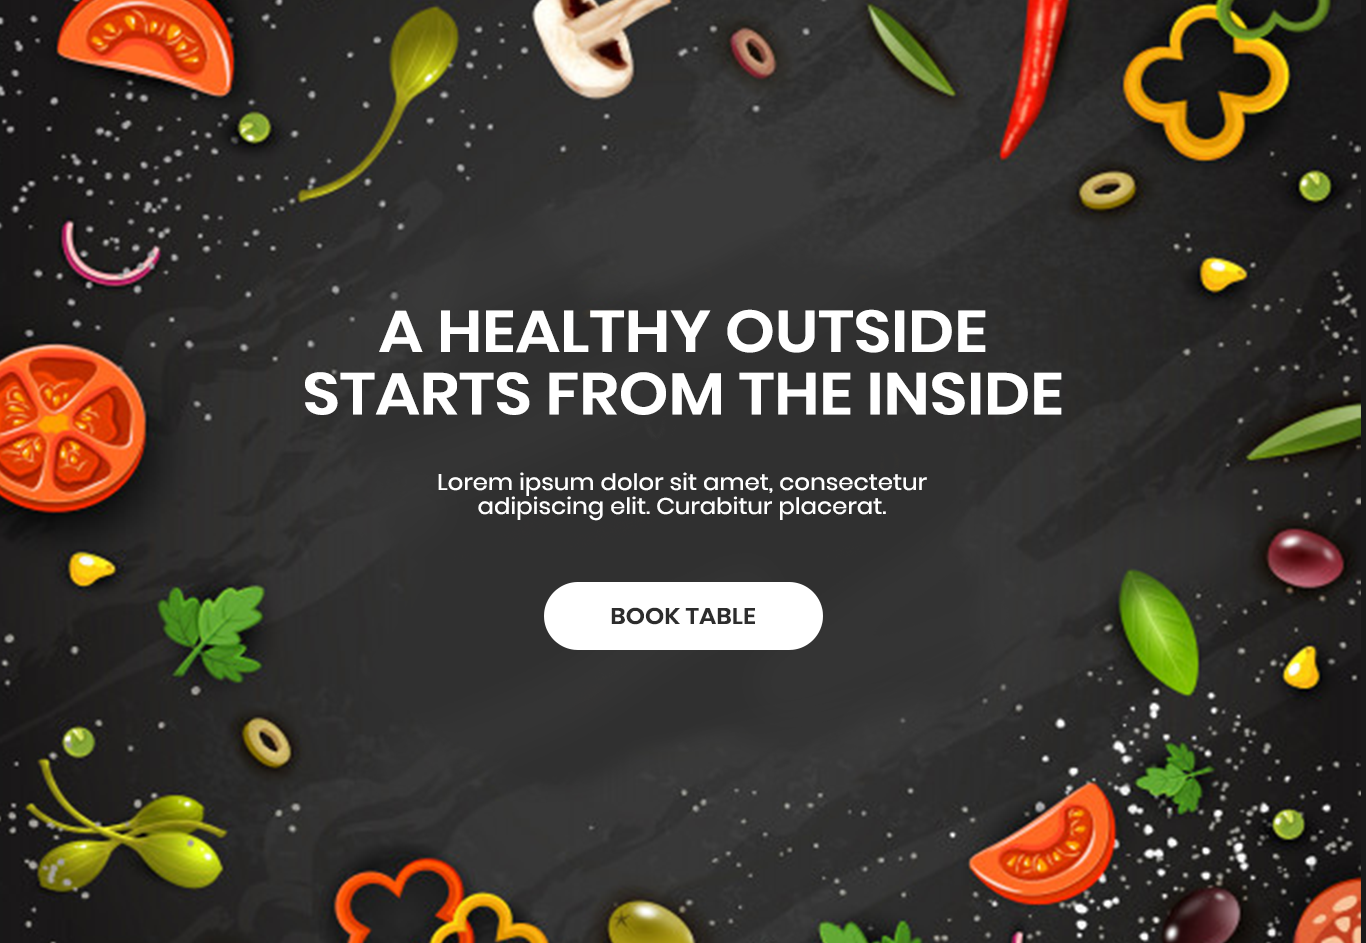 A HEALTHY OUTSIDE
STARTS FROM THE INSIDE
Lorem ipsum dolor sit amet, consectetur
adipiscing elit. Curabitur placerat.
BOOK TABLE